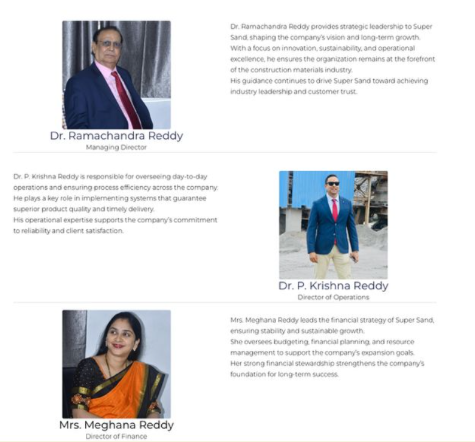 Dr. Ramachandra Reddy provides strategic leadership to Super
Sand, shaping the company's vision and long-term growth.
With a focus on innovation, sustainability, and operational
excellence, he ensures the organization remains at the forefront
of the construction materials industry.
His guidance continues to drive Super Sand toward achieving
industry leadership and customer trust.
Dr. Ramachandra Reddy
Managing Director
Dr. P. Krishna Reddy is responsible for overseeing day-to-day
operations and ensuring process efficiency across the company.
He plays a key role in implementing systems that guarantee
superior product quality and timely delivery.
His operational expertise supports the company's commitment
to reliability and client satisfaction.
Dr. P. Krishna Reddy
Director of Operations
Mrs. Meghana Reddy leads the financial strategy of Super Sand,
ensuring stability and sustainable growth.
She oversees budgeting, financial planning, and resource
management to support the company's expansion goals.
Her strong financial stewardship strengthens the company's
foundation for long-term success.
Mrs. Meghana Reddy
Director of Finance